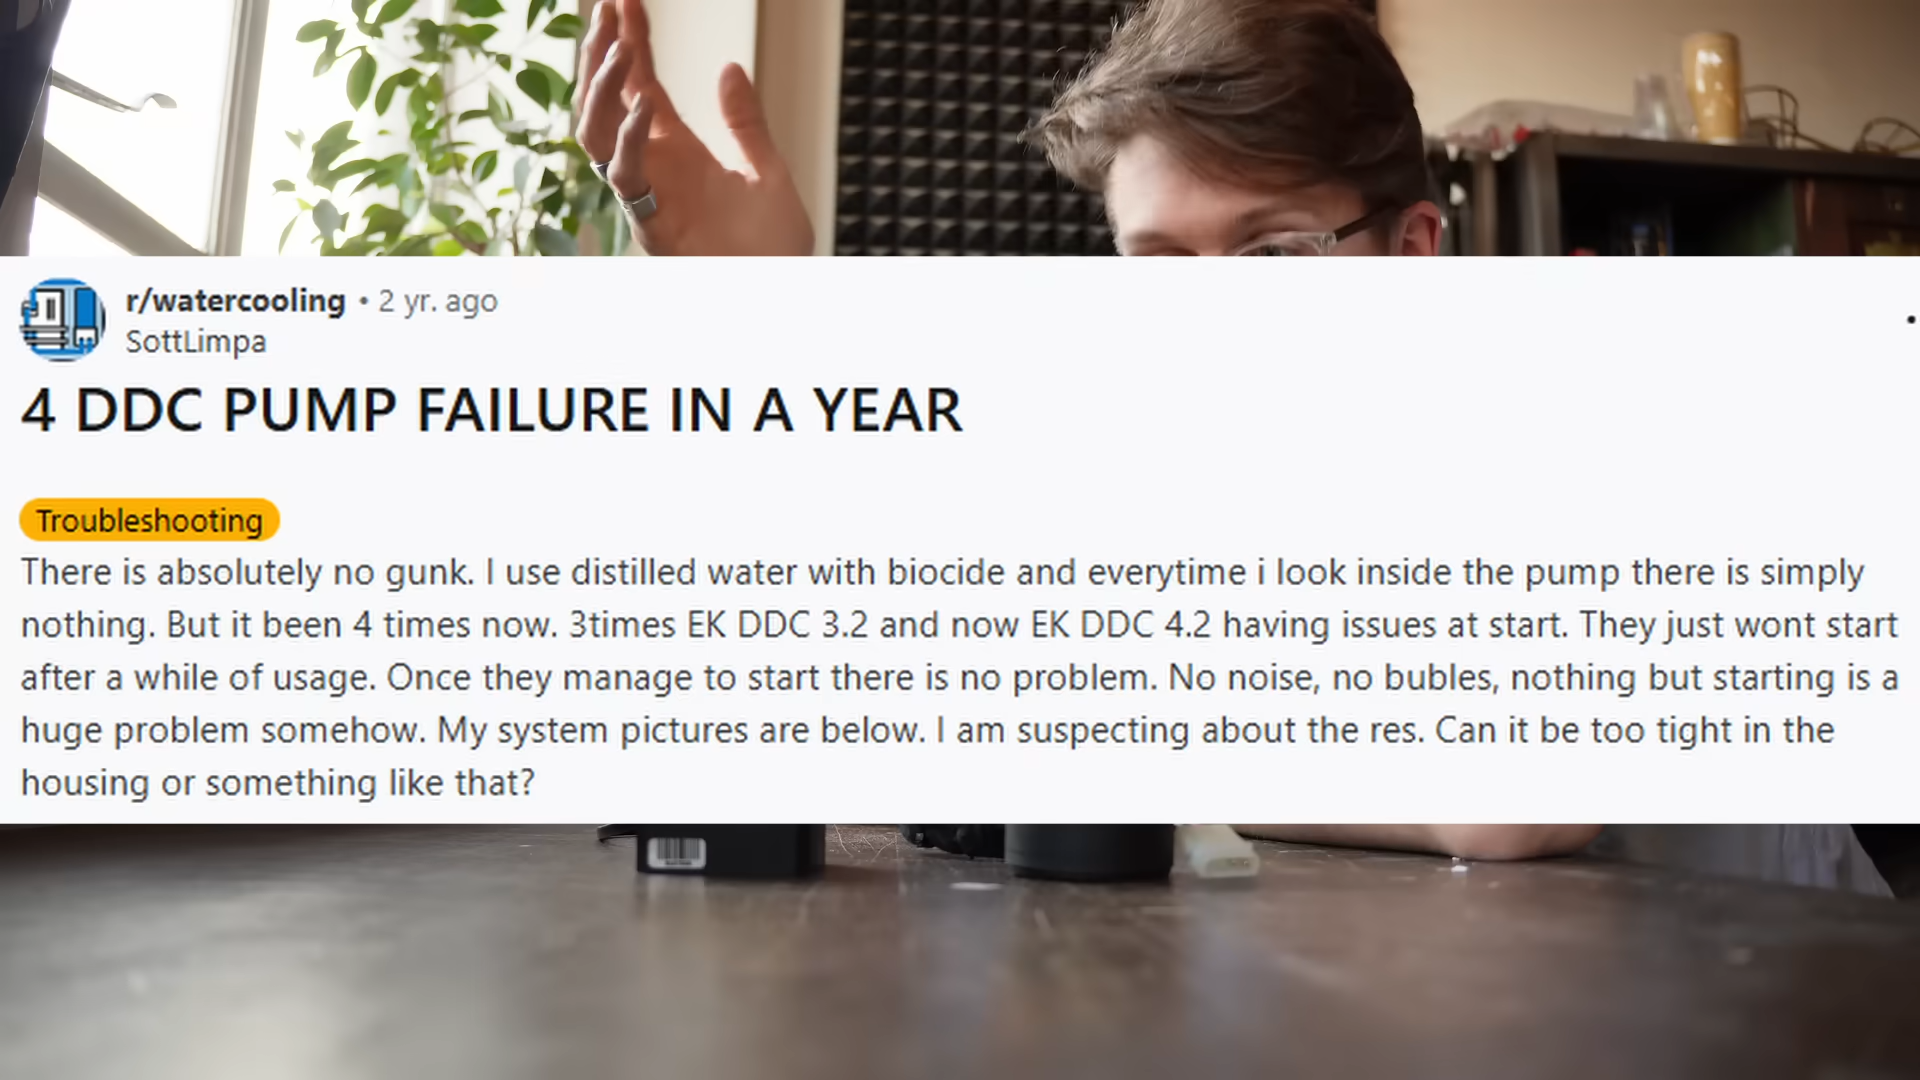 r/watercooling • 2 yr. ago
SottLimpa
4 DDC PUMP FAILURE IN A YEAR
Troubleshooting
There is absolutely no gunk. I use distilled water with biocide and everytime i look inside the pump there is simply
nothing. But it been 4 times now. 3times EK DDC 3.2 and now EK DDC 4.2 having issues at start. They just wont start
after a while of usage. Once they manage to start there is no problem. No noise, no bubles, nothing but starting is a
huge problem somehow. My system pictures are below. I am suspecting about the res. Can it be too tight in the
housing or something like that?